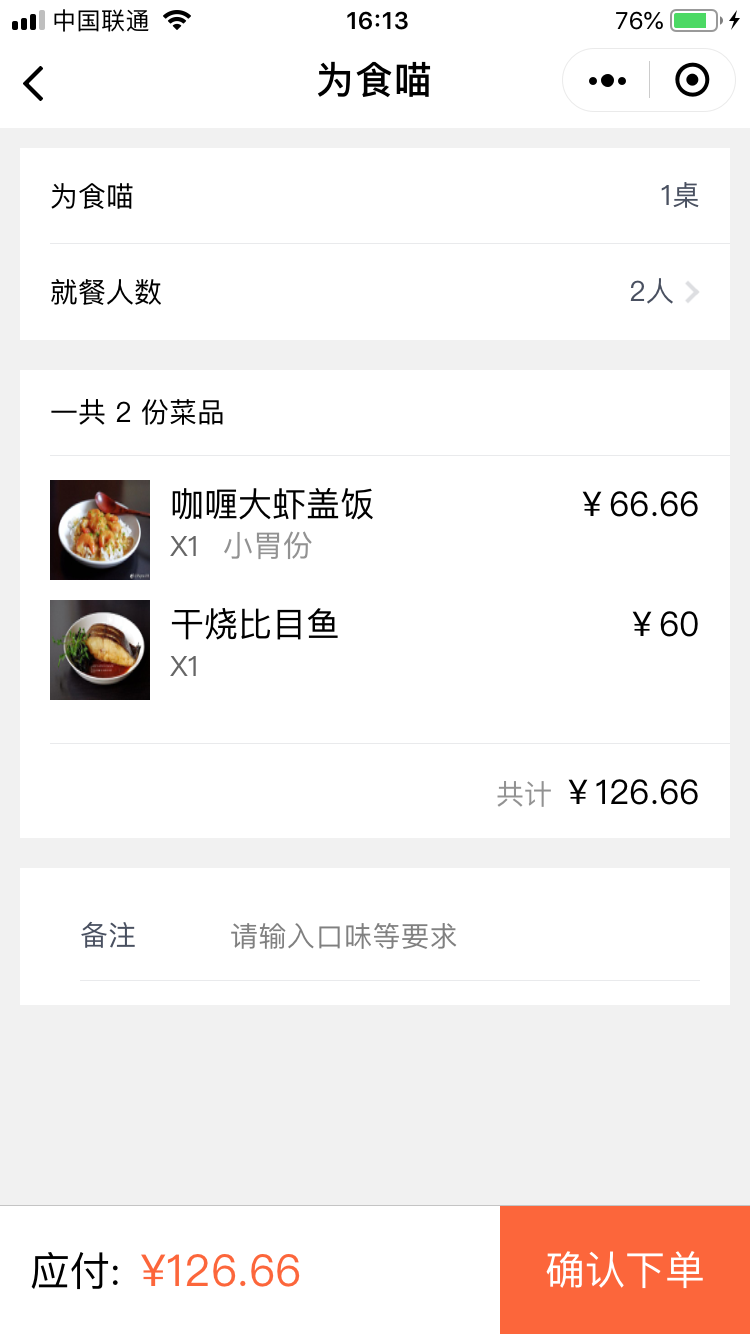 中国联通 16:13 76%
为食喵
为食喵 1桌
就餐人数 2人
一共 2 份菜品
咖喱大虾盖饭 ¥ 66.66
X1 小胃份
干烧比目鱼 ¥ 60
X1
共计 ¥ 126.66
备注 请输入口味等要求
应付: ¥126.66 确认下单